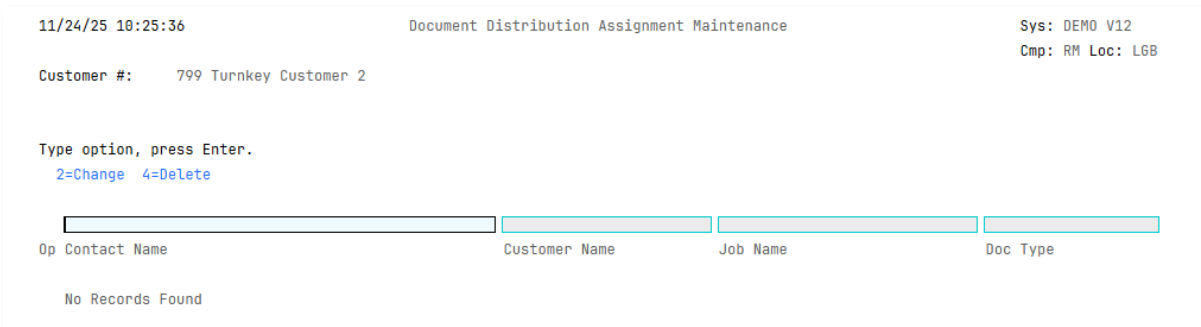 11/24/25 10:25:36 Document Distribution Assignment Maintenance Sys: DEMO V12
Cmp: RM Loc: LGB
Customer #: 799 Turnkey Customer 2
Type option, press Enter.
2=Change 4=Delete
Op Contact Name Customer Name Job Name Doc Type
No Records Found